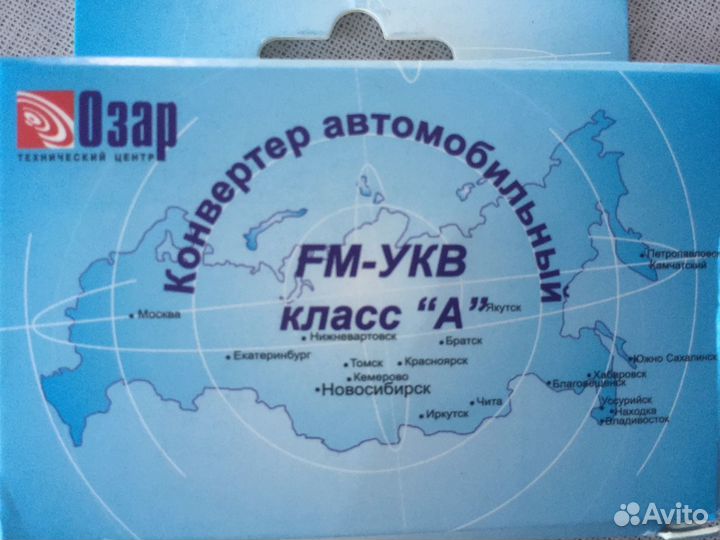 Озар
ТЕХНИЧЕСКИЙ ЦЕНТР
Конвертер автомобильный
FM-УКВ
класс “А”
Петропавловск
Камчатский
Якутск
Москва
Нижневартовск
Братск
Екатеринбург
Томск
Красноярск
Южно Сахалинск
Кемерово
Хабаровск
Новосибирск
Благовещенск
Иркутск
Чита
Уссурийск
Находка
Владивосток
Avito